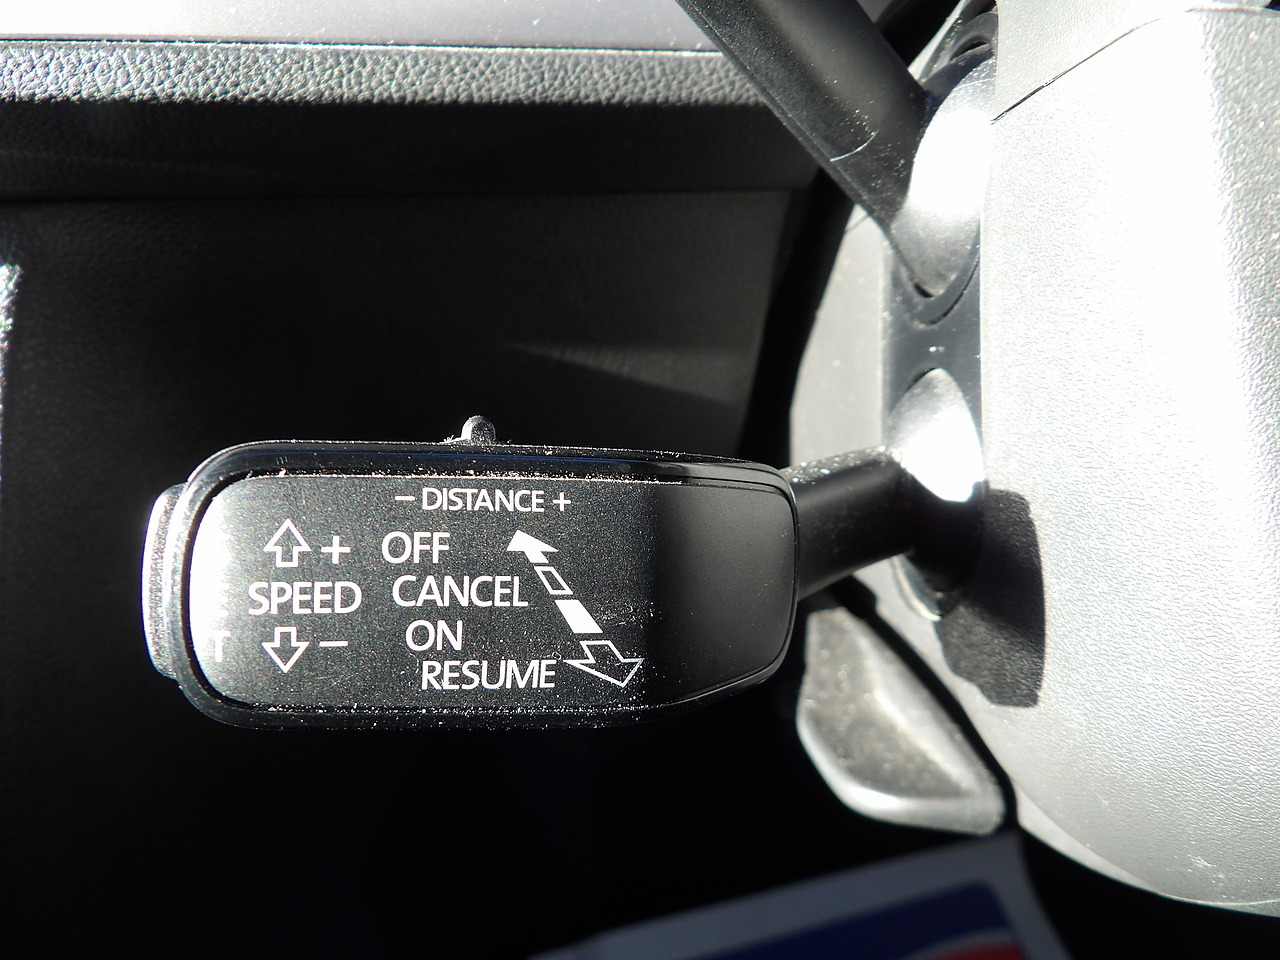 – DISTANCE +
+ OFF
SPEED CANCEL
– ON
RESUME
T